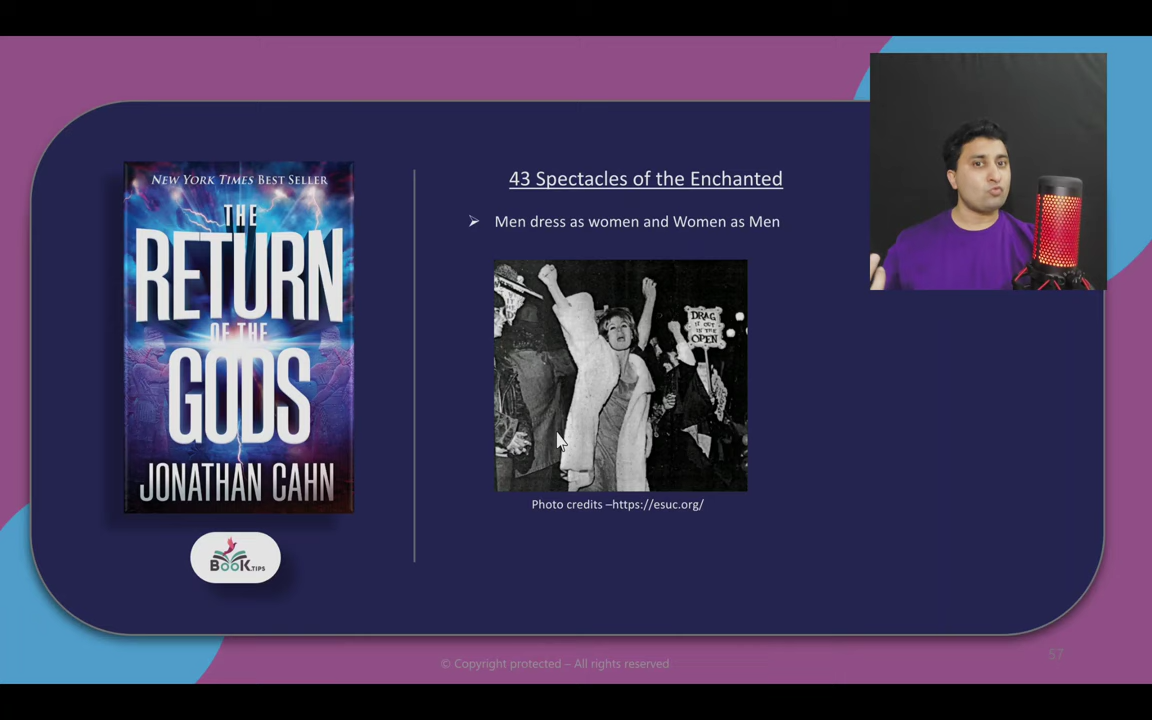 NEW YORK TIMES BEST SELLER
THE
RETURN
OF THE
GODS
JONATHAN CAHN
BOOK.TIPS
43 Spectacles of the Enchanted
➢ Men dress as women and Women as Men
DRAG
IT OUT
IN THE
OPEN
Photo credits –https://esuc.org/
© Copyright protected – All rights reserved
57